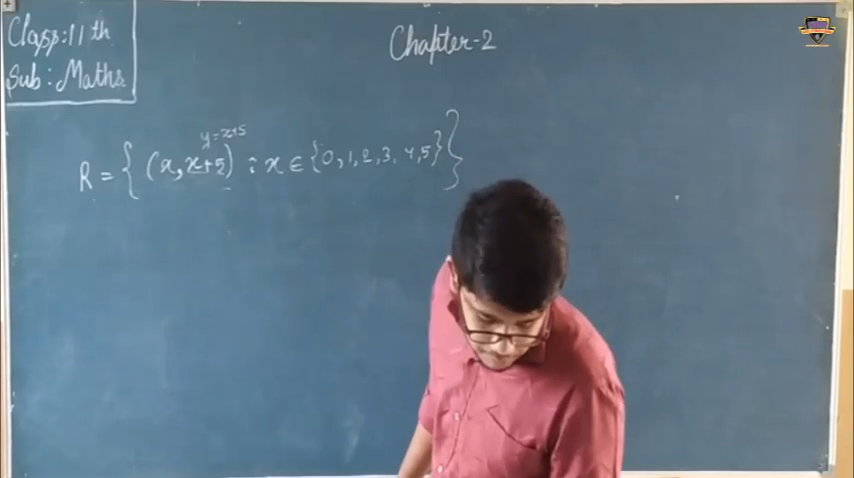 Class: 11 th
Sub: Maths
Chapter-2
y=x+5
R = { (x, x+5) : x ∈ {0,1,2,3,4,5} }